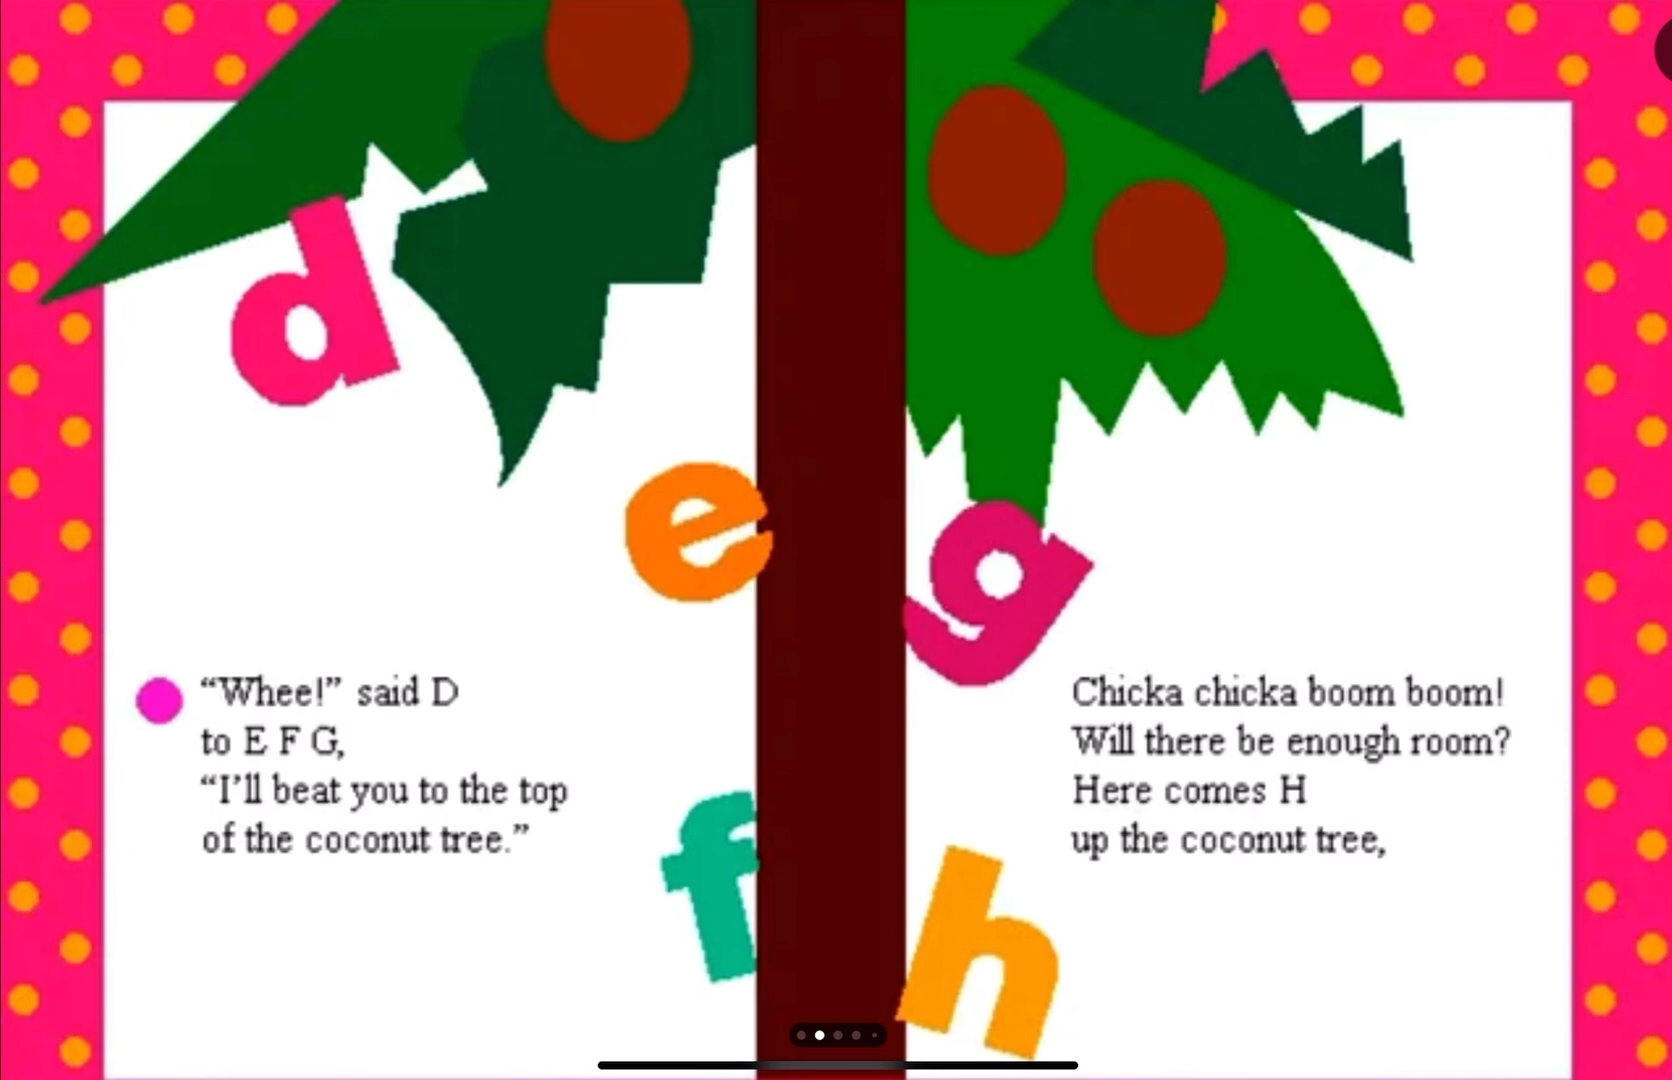 d
e
f
g
h
“Whee!” said D
to E F G,
“I’ll beat you to the top
of the coconut tree.”
Chicka chicka boom boom!
Will there be enough room?
Here comes H
up the coconut tree,